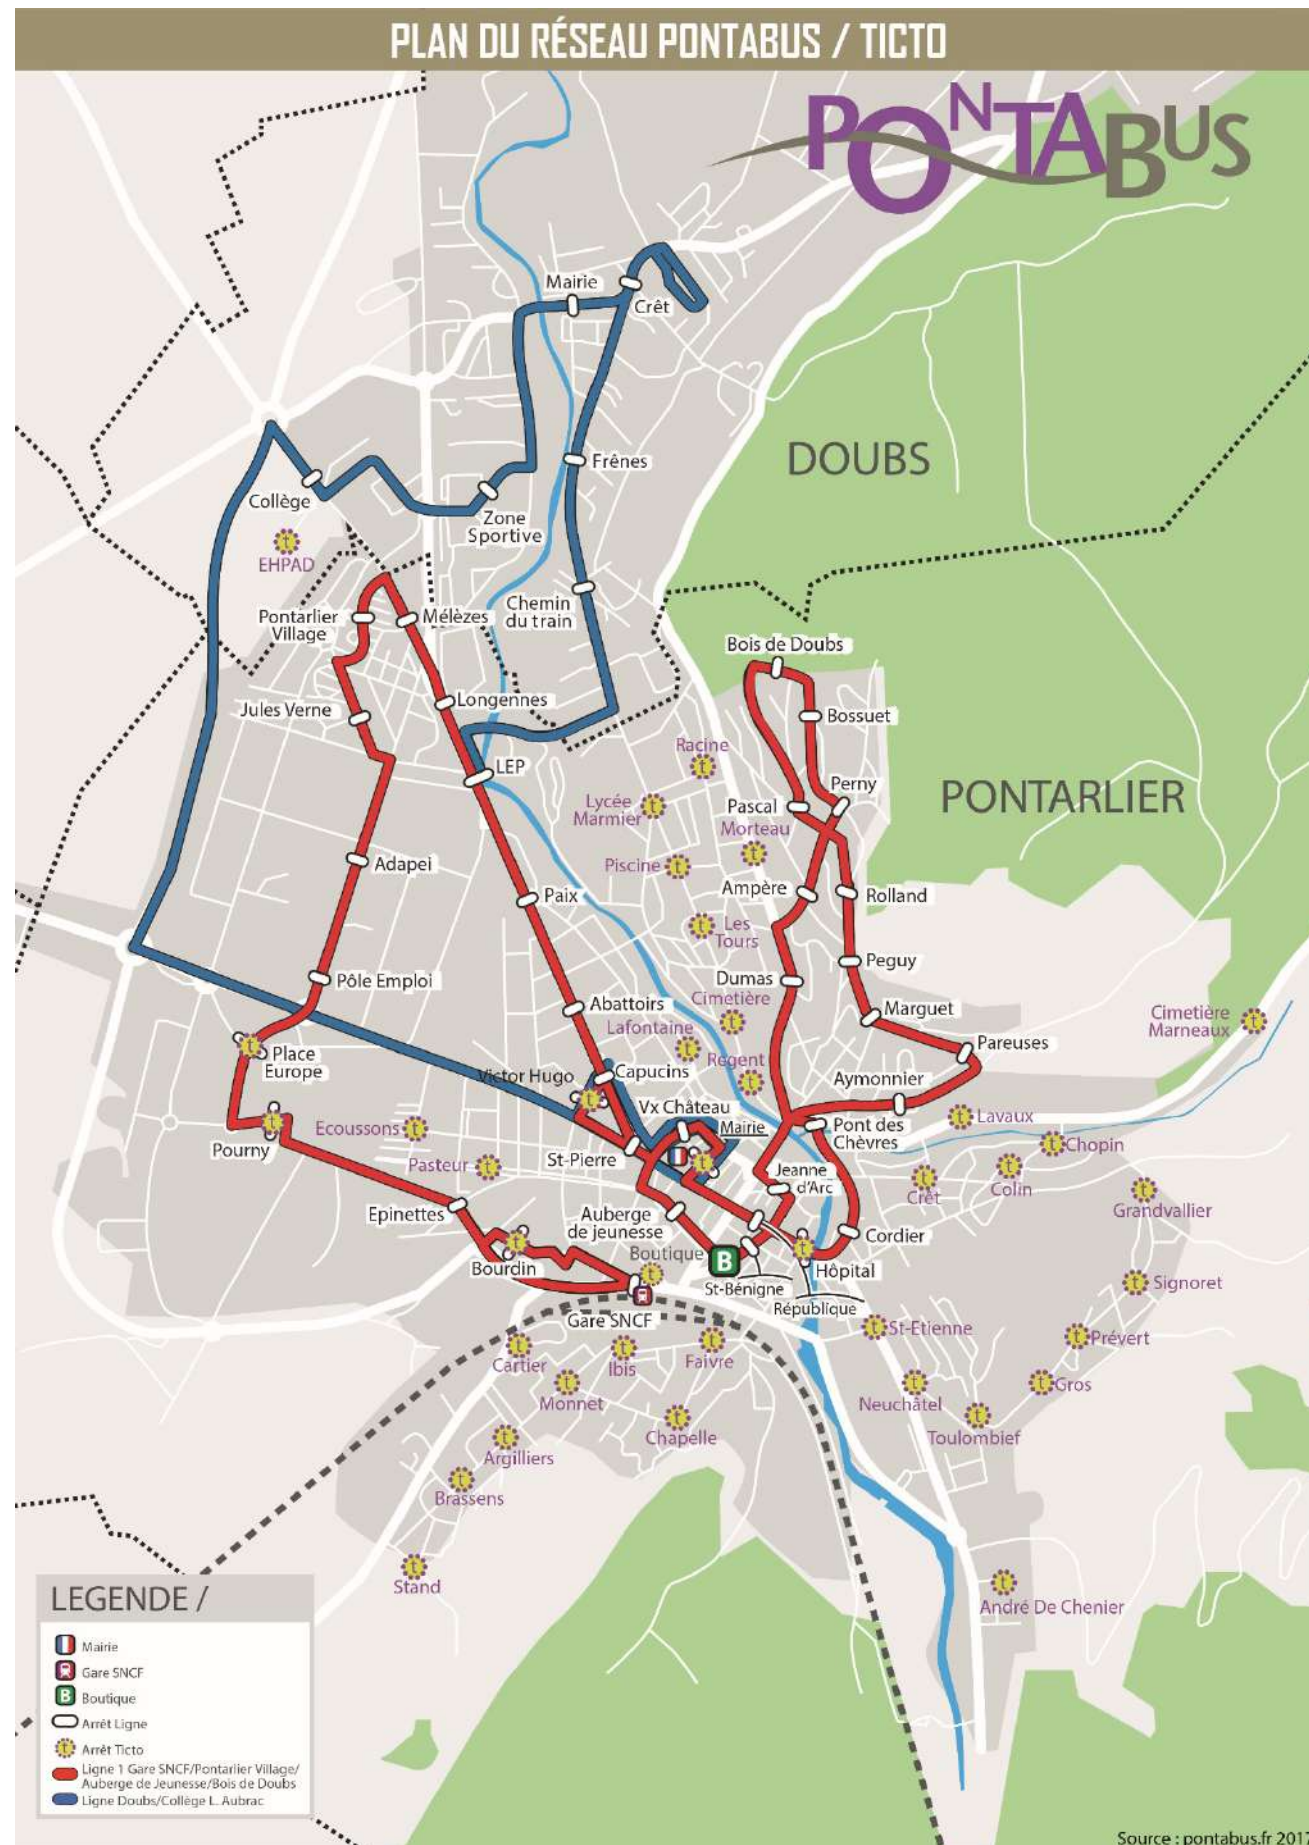 PLAN DU RÉSEAU PONTABUS / TICTO
PONTABUS
Mairie
Crêt
DOUBS
Frênes
Collège
Zone
Sportive
EHPAD
Chemin
du train
Pontarlier
Village
Mélèzes
Bois de Doubs
Longennes
Jules Verne
Bossuet
Racine
LEP
PONTARLIER
Perny
Lycée
Marmier
Pascal
Morteau
Piscine
Adapei
Ampère
Paix
Rolland
Les
Tours
Peguy
Pôle Emploi
Dumas
Cimetière
Abattoirs
Marguet
Cimetière
Marneaux
Lafontaine
Pareuses
Place
Europe
Regent
Victor Hugo
Capucins
Aymonnier
Vx Château
Lavaux
Ecoussons
Mairie
Pont des
Chèvres
Pourny
Chopin
Pasteur
St-Pierre
Jeanne
d'Arc
Crêt
Colin
Grandvallier
Epinettes
Auberge
de jeunesse
Cordier
Boutique
B
Bourdin
Hôpital
St-Bénigne
Signoret
République
Gare SNCF
St-Etienne
Prévert
Cartier
Ibis
Faivre
Monnet
Neuchâtel
Gros
Chapelle
Toulombief
Argilliers
Brassens
Stand
André De Chenier
LEGENDE /
Mairie
Gare SNCF
B Boutique
Arrêt Ligne
t Arrêt Ticto
Ligne 1 Gare SNCF/Pontarlier Village/
Auberge de Jeunesse/Bois de Doubs
Ligne Doubs/Collège L. Aubrac
Source : pontabus.fr 2017